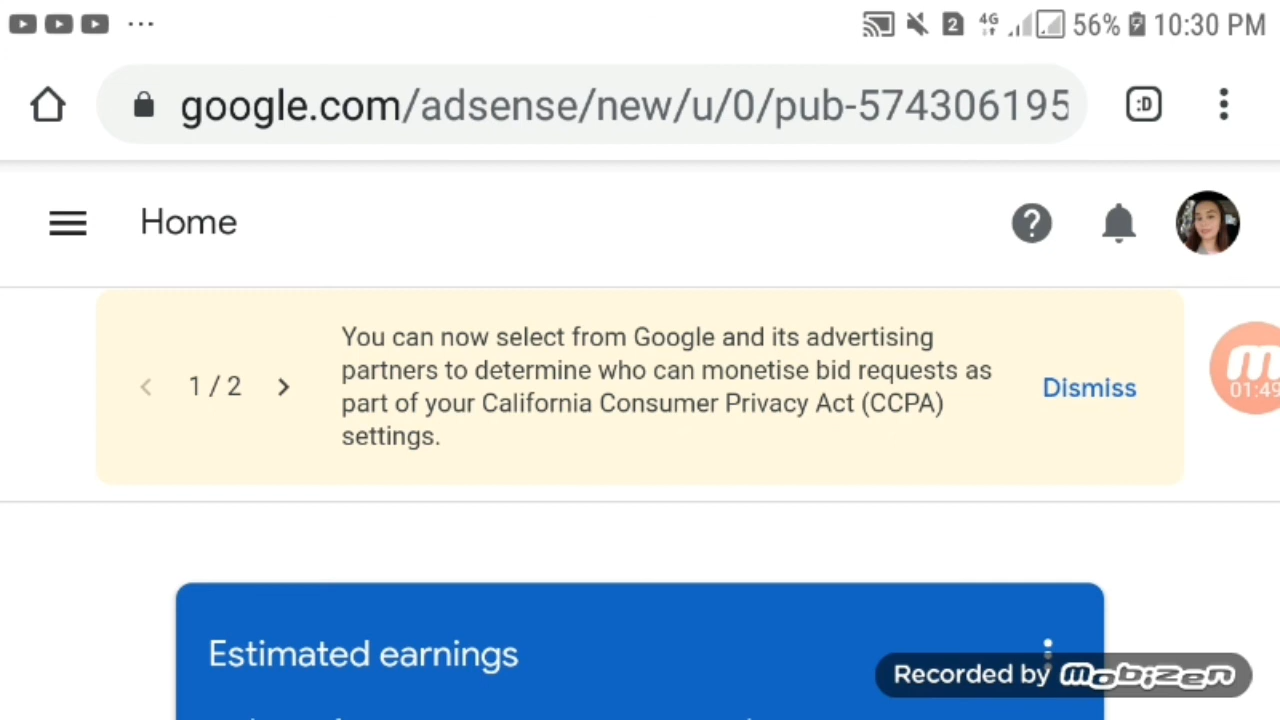 2 4G 56% 10:30 PM
google.com/adsense/new/u/0/pub-574306195 :D
Home
You can now select from Google and its advertising
partners to determine who can monetise bid requests as
1 / 2 Dismiss
part of your California Consumer Privacy Act (CCPA)
settings.
m
01:49
Estimated earnings
Recorded by mobizen